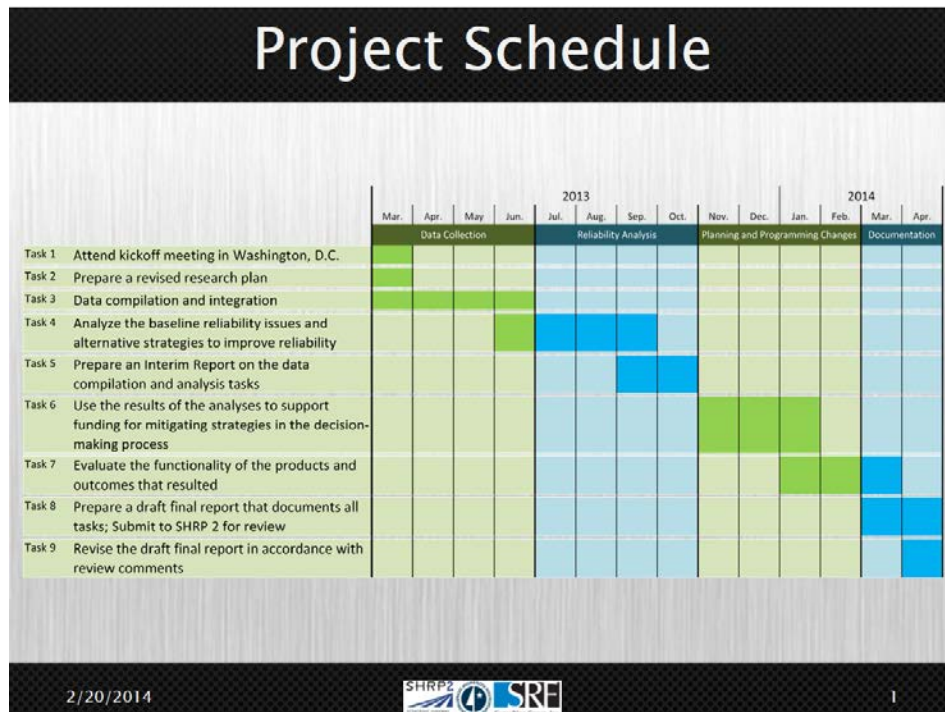 Project Schedule
2013 2014
Mar. Apr. May Jun. Jul. Aug. Sep. Oct. Nov. Dec. Jan. Feb. Mar. Apr.
Data Collection Reliability Analysis Planning and Programming Changes Documentation
Task 1 Attend kickoff meeting in Washington, D.C.
Task 2 Prepare a revised research plan
Task 3 Data compilation and integration
Task 4 Analyze the baseline reliability issues and
alternative strategies to improve reliability
Task 5 Prepare an Interim Report on the data
compilation and analysis tasks
Task 6 Use the results of the analyses to support
funding for mitigating strategies in the decision-
making process
Task 7 Evaluate the functionality of the products and
outcomes that resulted
Task 8 Prepare a draft final report that documents all
tasks; Submit to SHRP 2 for review
Task 9 Revise the draft final report in accordance with
review comments
2/20/2014 SHRP2 SRF 1